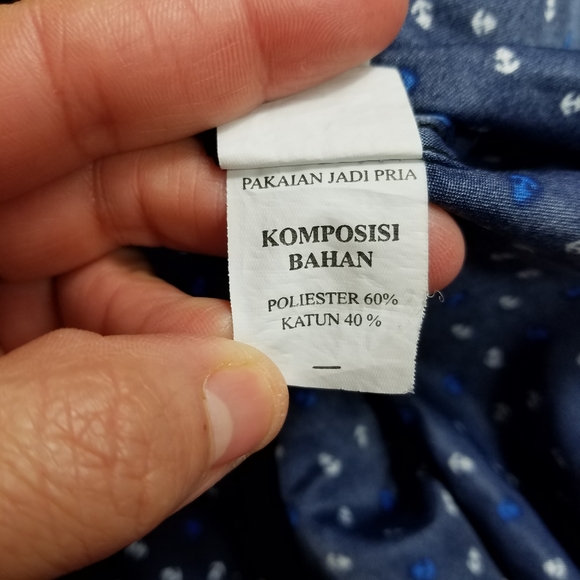 PAKAIAN JADI PRIA
KOMPOSISI
BAHAN
POLIESTER 60%
KATUN 40 %